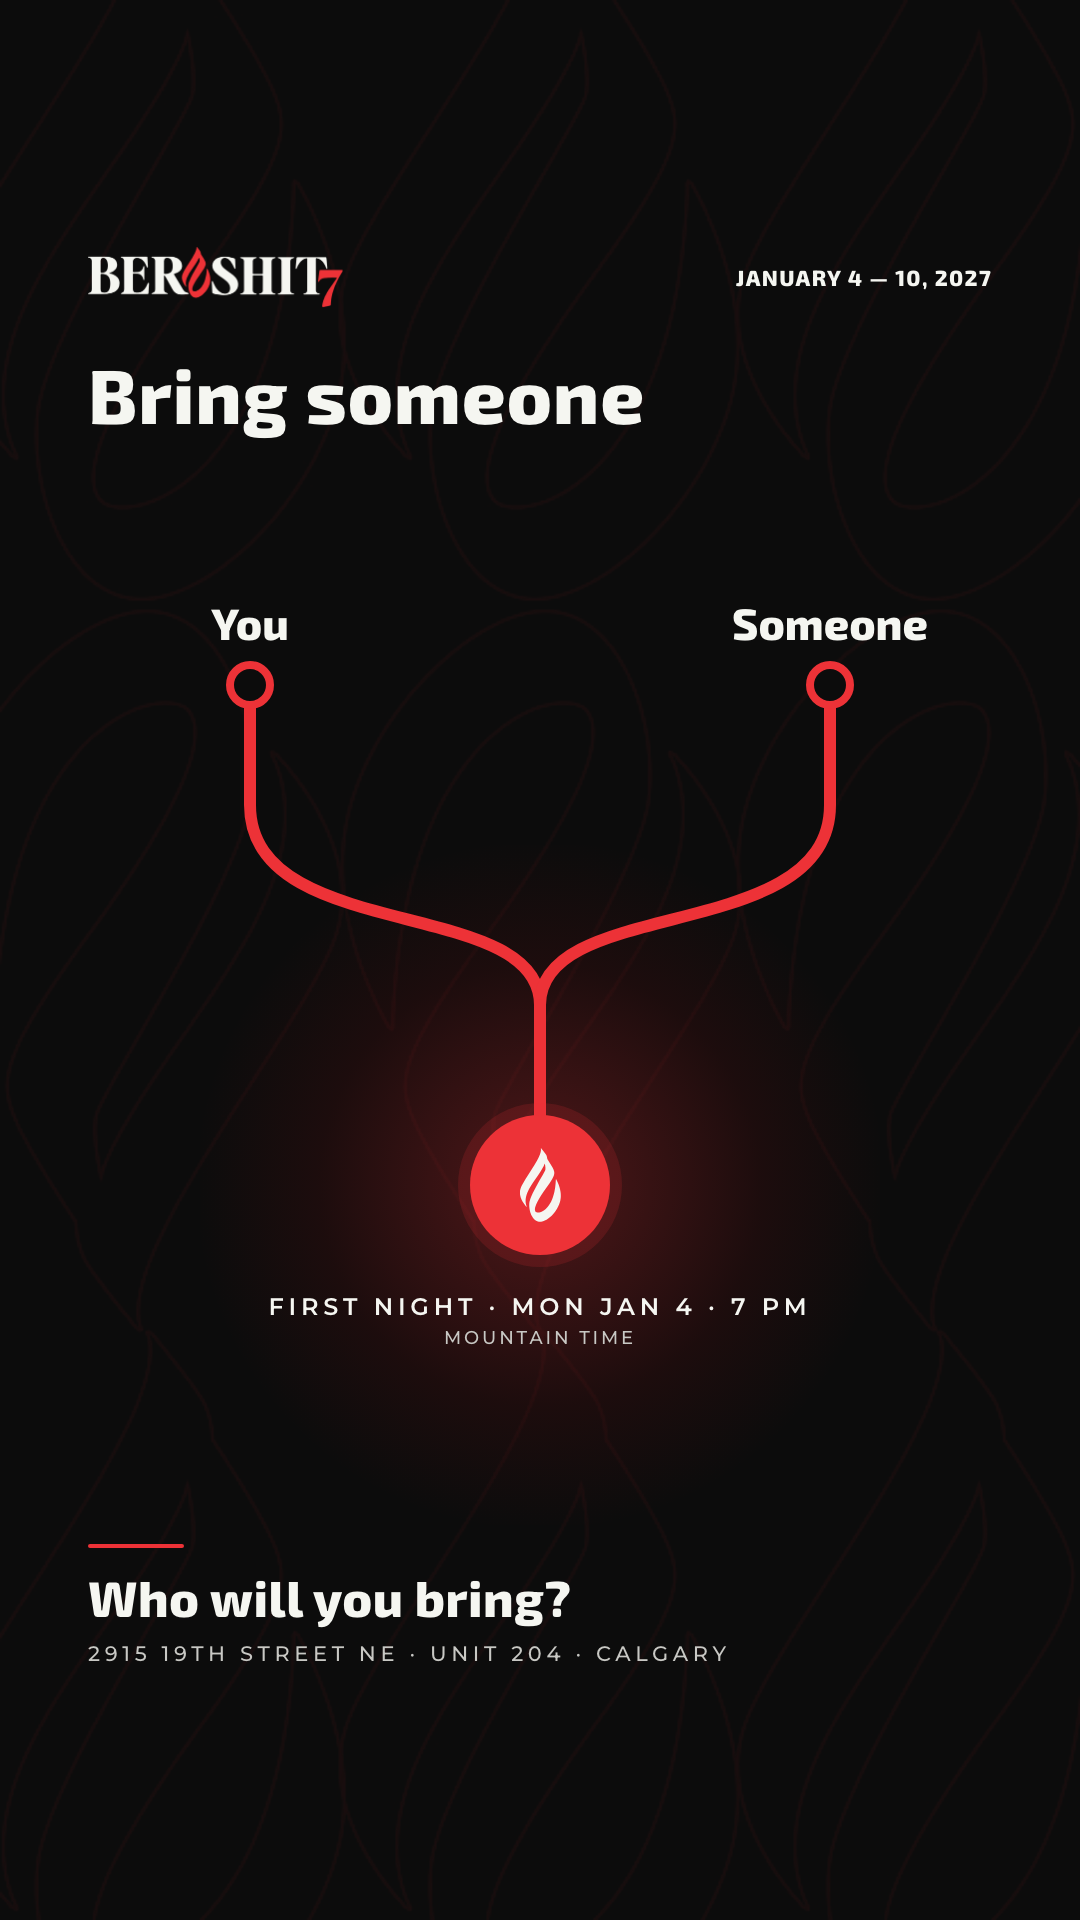 BERSHIT7
JANUARY 4 — 10, 2027
Bring someone
You
Someone
FIRST NIGHT · MON JAN 4 · 7 PM
MOUNTAIN TIME
Who will you bring?
2915 19TH STREET NE · UNIT 204 · CALGARY